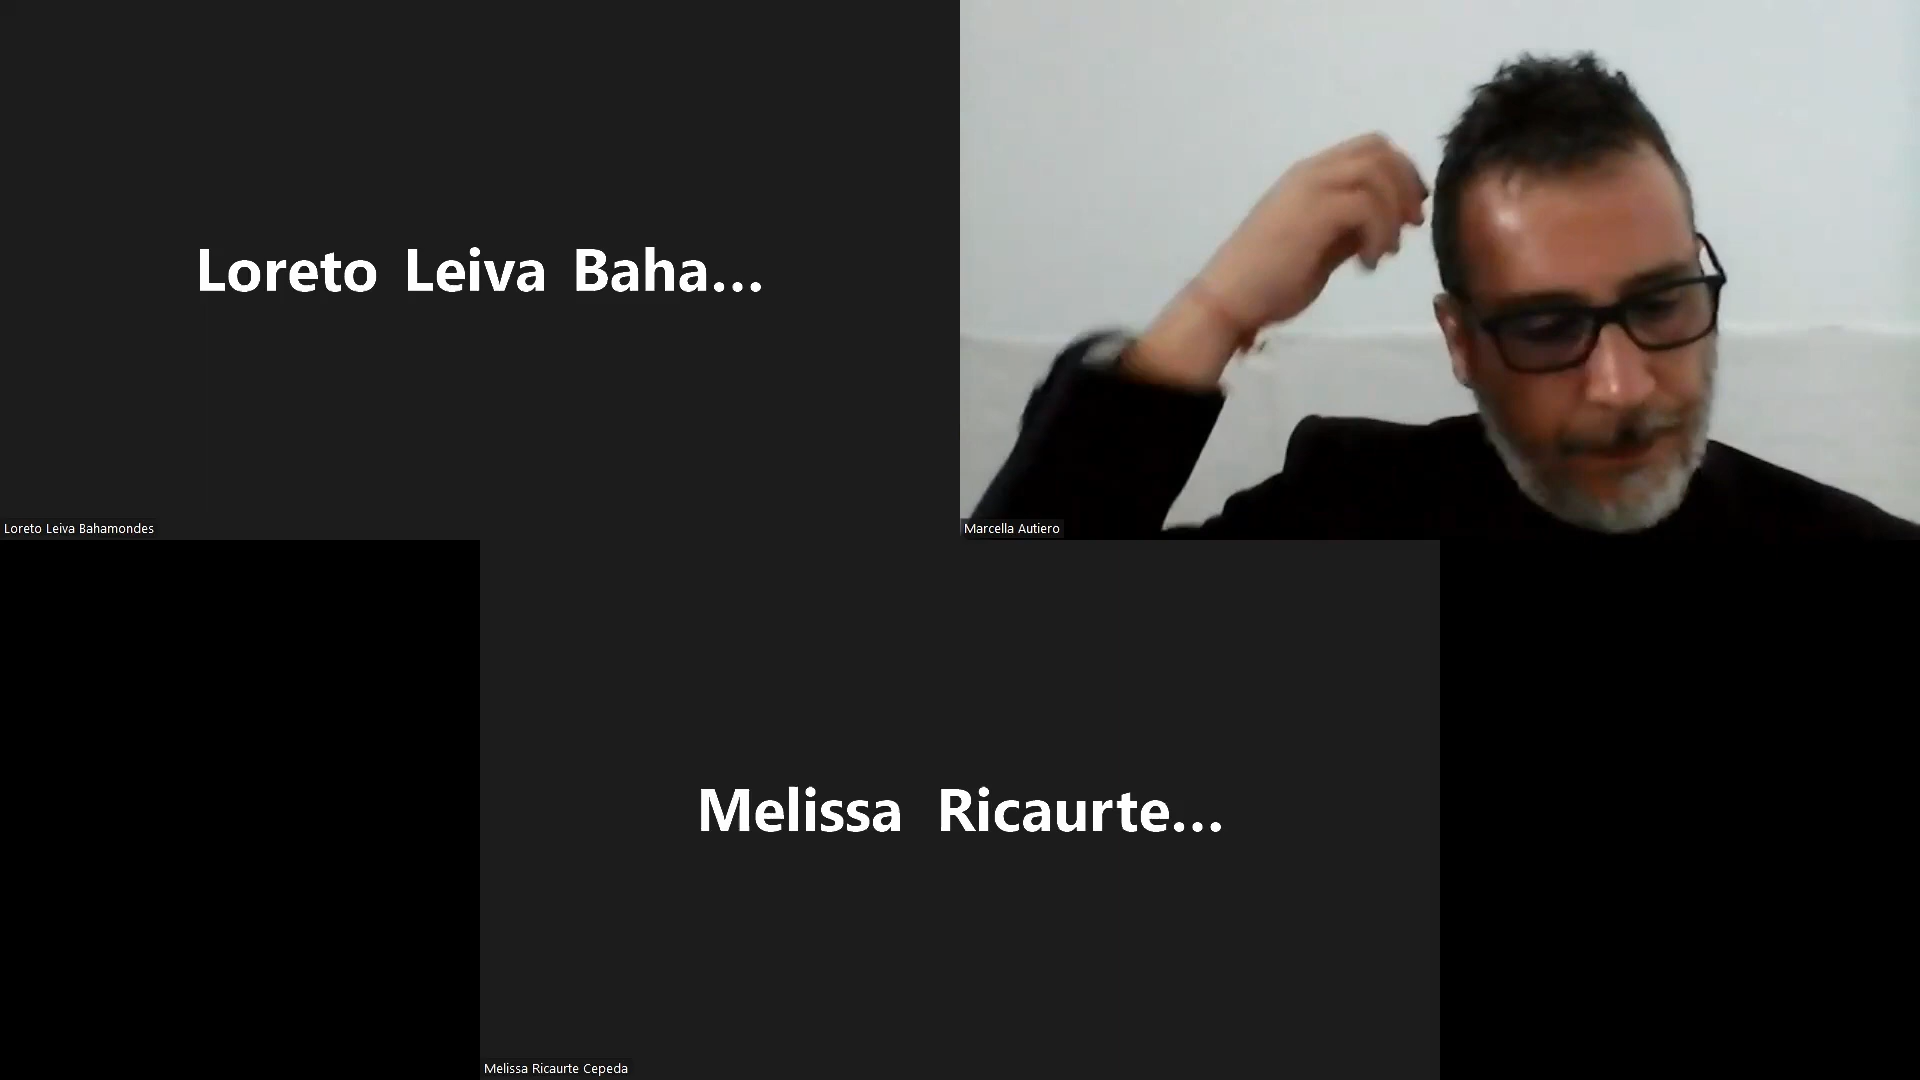 Loreto Leiva Baha...
Loreto Leiva Bahamondes
Marcella Autiero
Melissa Ricaurte...
Melissa Ricaurte Cepeda